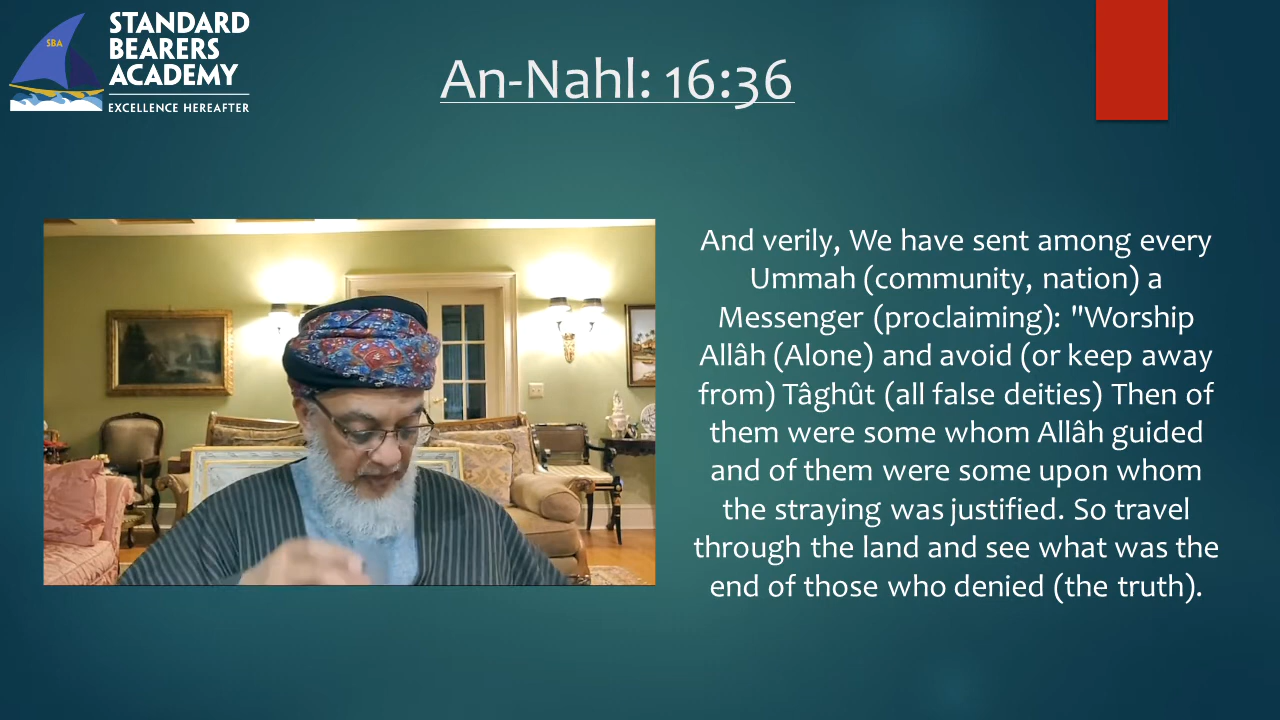 SBA
STANDARD
BEARERS
ACADEMY
EXCELLENCE HEREAFTER
An-Nahl: 16:36
And verily, We have sent among every
Ummah (community, nation) a
Messenger (proclaiming): "Worship
Allâh (Alone) and avoid (or keep away
from) Tâghût (all false deities) Then of
them were some whom Allâh guided
and of them were some upon whom
the straying was justified. So travel
through the land and see what was the
end of those who denied (the truth).